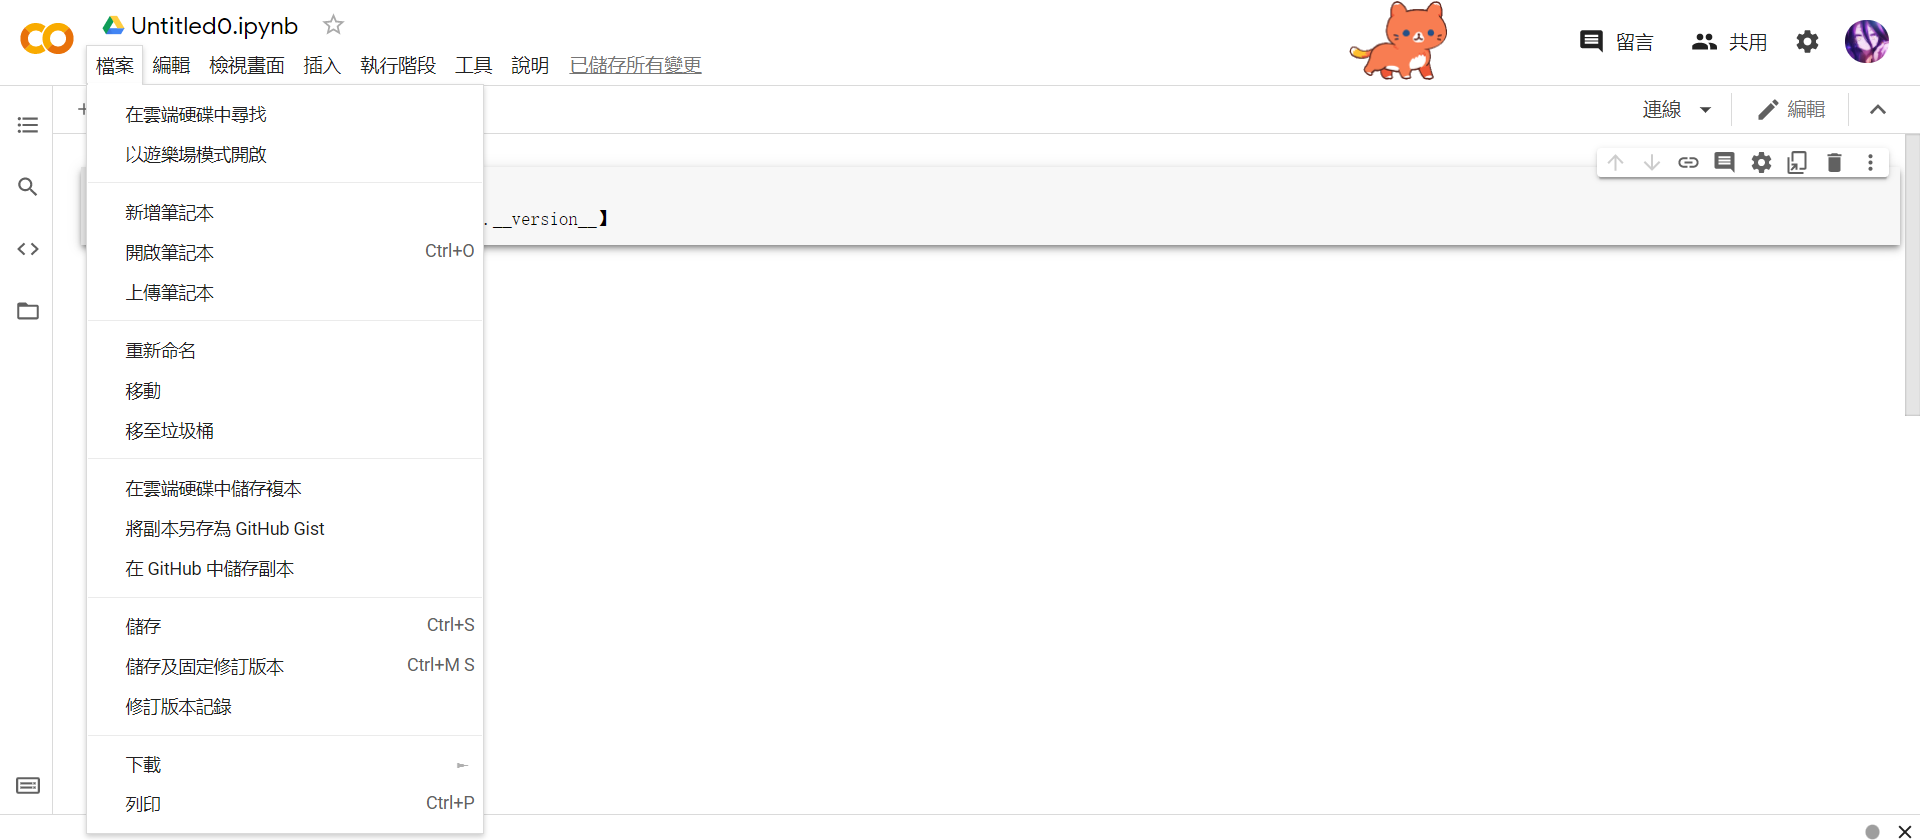 Untitled0.ipynb
檔案 編輯 檢視畫面 插入 執行階段 工具 說明 已儲存所有變更
留言 共用
連線 編輯
在雲端硬碟中尋找
以遊樂場模式開啟
新增筆記本
.__version__】
開啟筆記本 Ctrl+O
上傳筆記本
重新命名
移動
移至垃圾桶
在雲端硬碟中儲存複本
將副本另存為 GitHub Gist
在 GitHub 中儲存副本
儲存 Ctrl+S
儲存及固定修訂版本 Ctrl+M S
修訂版本記錄
下載
列印 Ctrl+P